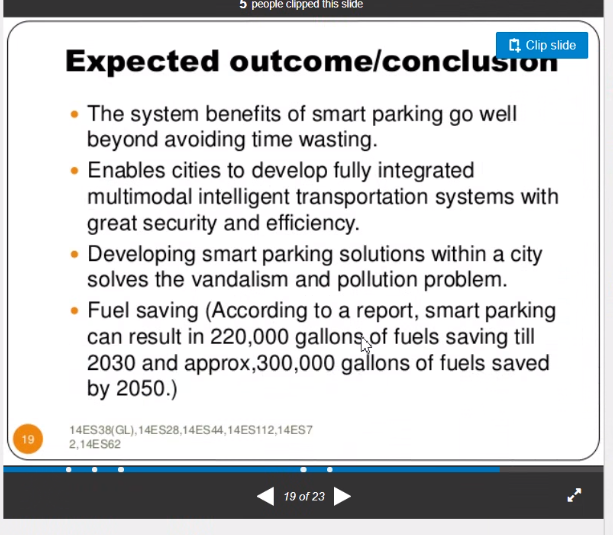 5 people clipped this slide
Clip slide
Expected outcome/conclusion
• The system benefits of smart parking go well
beyond avoiding time wasting.
• Enables cities to develop fully integrated
multimodal intelligent transportation systems with
great security and efficiency.
• Developing smart parking solutions within a city
solves the vandalism and pollution problem.
• Fuel saving (According to a report, smart parking
can result in 220,000 gallons of fuels saving till
2030 and approx,300,000 gallons of fuels saved
by 2050.)
19
14ES38(GL),14ES28,14ES44,14ES112,14ES7
2,14ES62
19 of 23